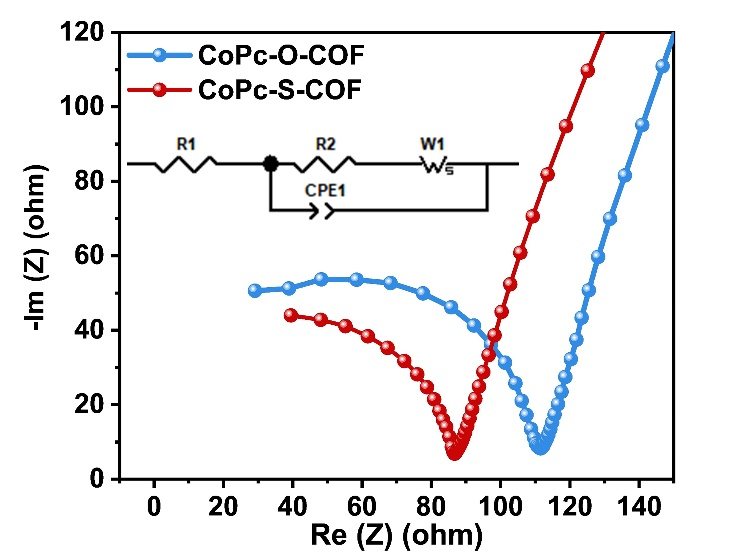 CoPc-O-COF
CoPc-S-COF
R1
R2
W1
s
CPE1
120
100
80
60
40
20
0
-Im (Z) (ohm)
0 20 40 60 80 100 120 140
Re (Z) (ohm)